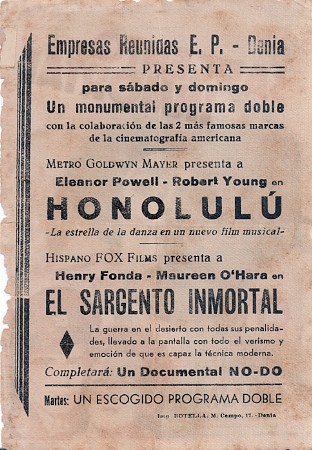 Empresas Reunidas E. P. - Denia
PRESENTA
para sábado y domingo
Un monumental programa doble
con la colaboración de las 2 más famosas marcas
de la cinematografía americana
METRO GOLDWYN MAYER presenta a
Eleanor Powell - Robert Young en
HONOLULÚ
-La estrella de la danza en un nuevo film musical-
HISPANO FOX FILMS presenta a
Henry Fonda - Maureen O'Hara en
EL SARGENTO INMORTAL
La guerra en el desierto con todas sus penalida-
des, llevado a la pantalla con todo el verismo y
emoción de que es capaz la técnica moderna.
Completará: Un Documental NO-DO
Martes: UN ESCOGIDO PROGRAMA DOBLE
Imp. BOTELLA, M. Campo, 17.-Denia